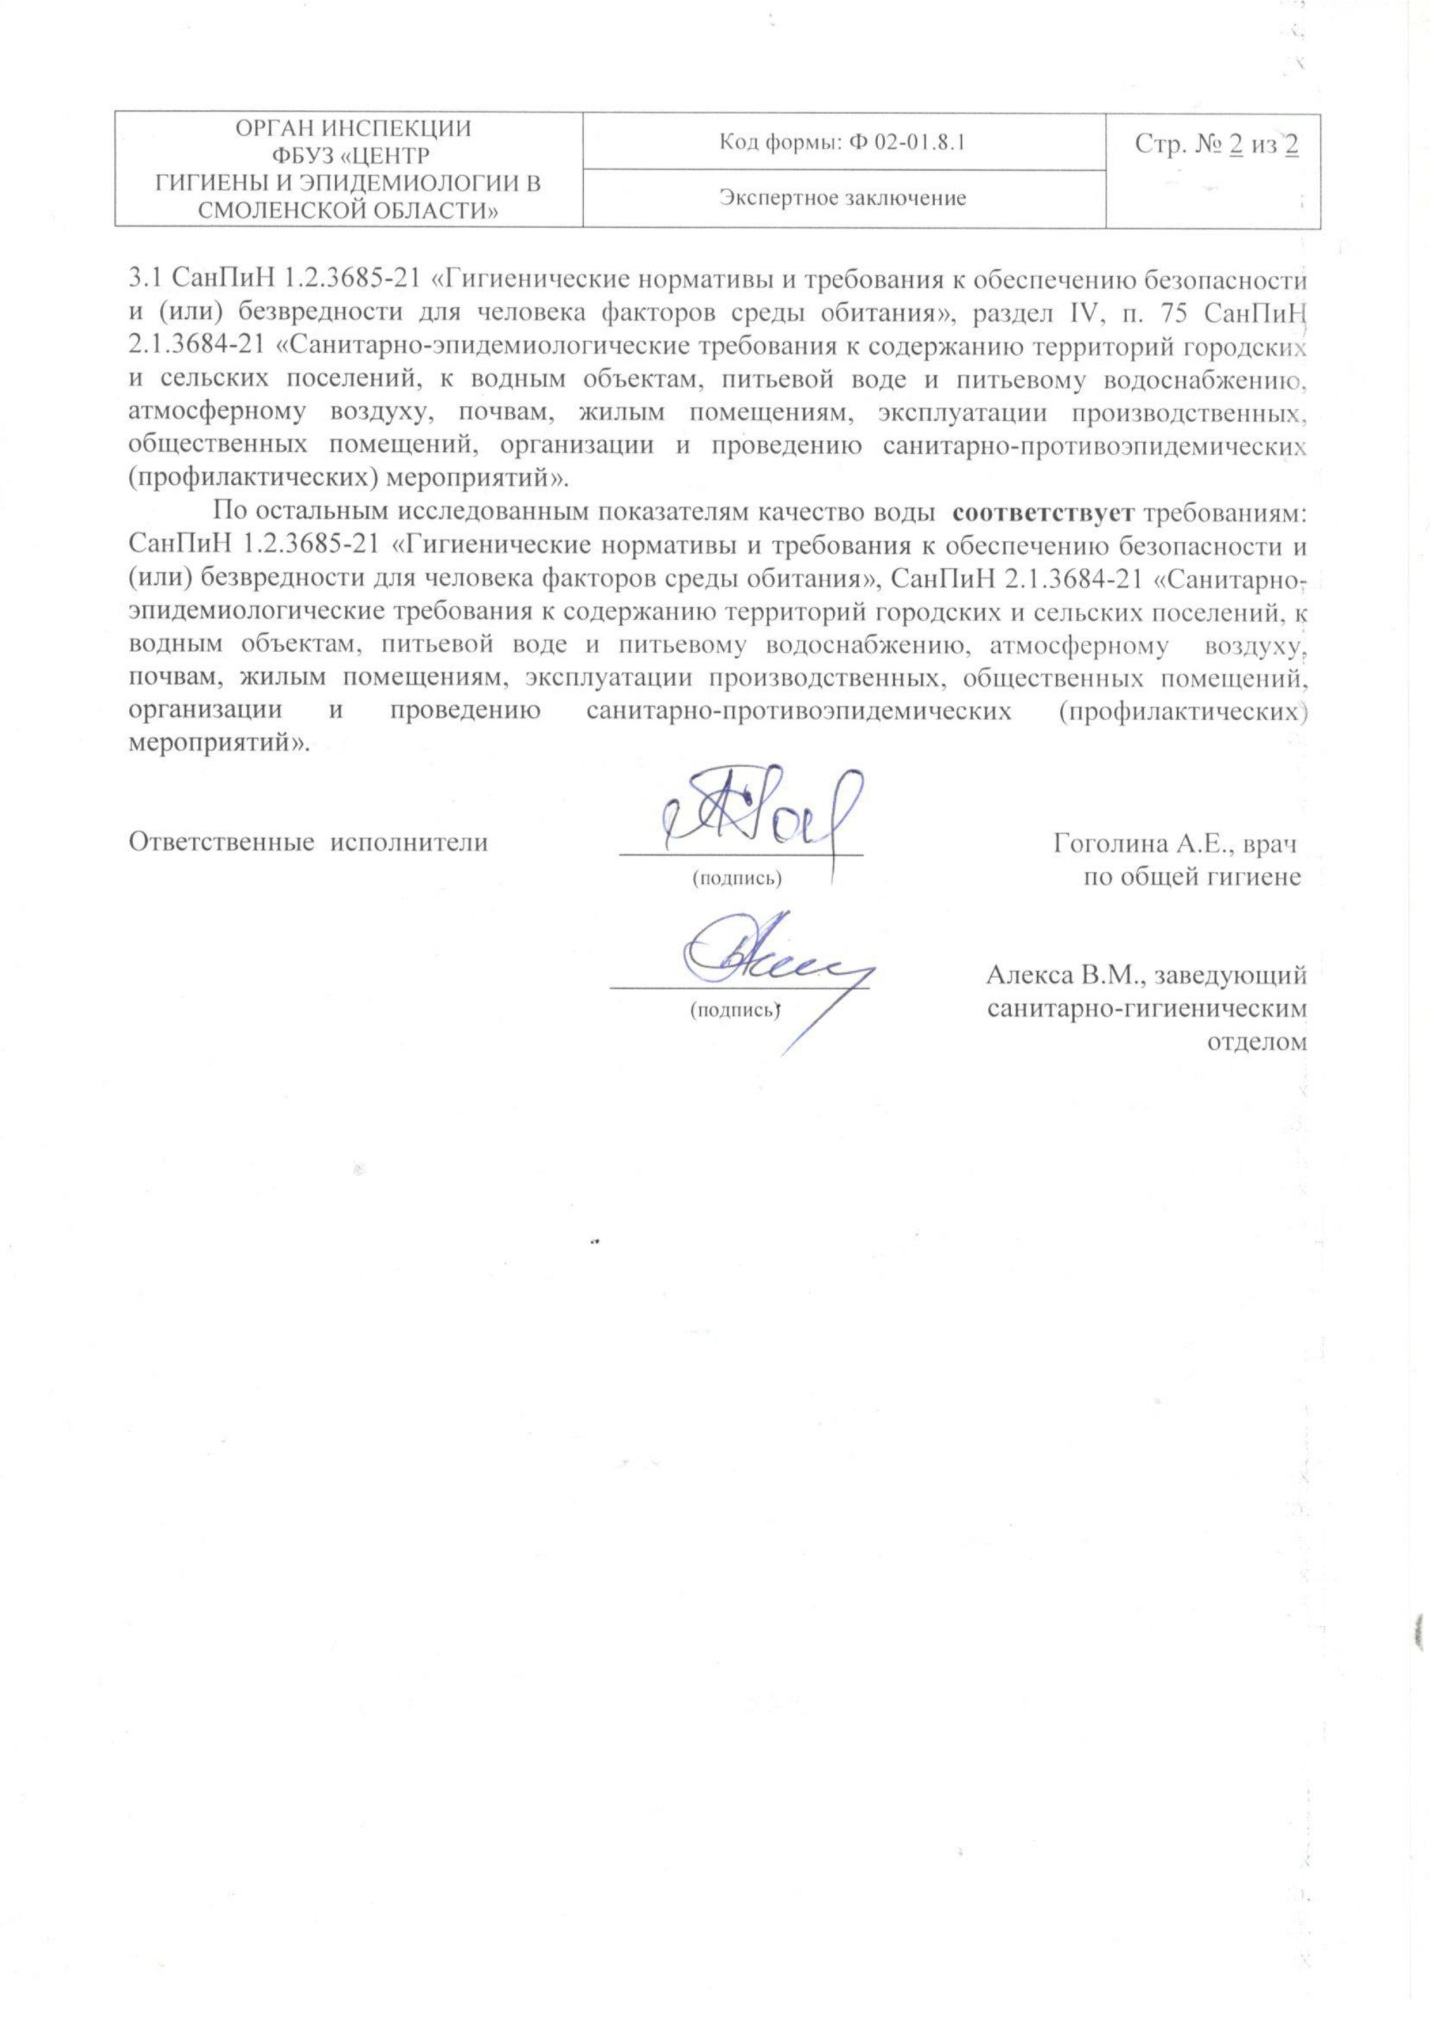 ОРГАН ИНСПЕКЦИИ
ФБУЗ «ЦЕНТР
ГИГИЕНЫ И ЭПИДЕМИОЛОГИИ В
СМОЛЕНСКОЙ ОБЛАСТИ»
Код формы: Ф 02-01.8.1
Экспертное заключение
Стр. № 2 из 2
3.1 СанПиН 1.2.3685-21 «Гигиенические нормативы и требования к обеспечению безопасности
и (или) безвредности для человека факторов среды обитания», раздел IV, п. 75 СанПиН
2.1.3684-21 «Санитарно-эпидемиологические требования к содержанию территорий городских
и сельских поселений, к водным объектам, питьевой воде и питьевому водоснабжению,
атмосферному воздуху, почвам, жилым помещениям, эксплуатации производственных,
общественных помещений, организации и проведению санитарно-противоэпидемических
(профилактических) мероприятий».
По остальным исследованным показателям качество воды соответствует требованиям:
СанПиН 1.2.3685-21 «Гигиенические нормативы и требования к обеспечению безопасности и
(или) безвредности для человека факторов среды обитания», СанПиН 2.1.3684-21 «Санитарно-
эпидемиологические требования к содержанию территорий городских и сельских поселений, к
водным объектам, питьевой воде и питьевому водоснабжению, атмосферному воздуху,
почвам, жилым помещениям, эксплуатации производственных, общественных помещений,
организации и проведению санитарно-противоэпидемических (профилактических)
мероприятий».
Ответственные исполнители
(подпись)
Гоголина А.Е., врач
по общей гигиене
(подпись)
Алекса В.М., заведующий
санитарно-гигиеническим
отделом